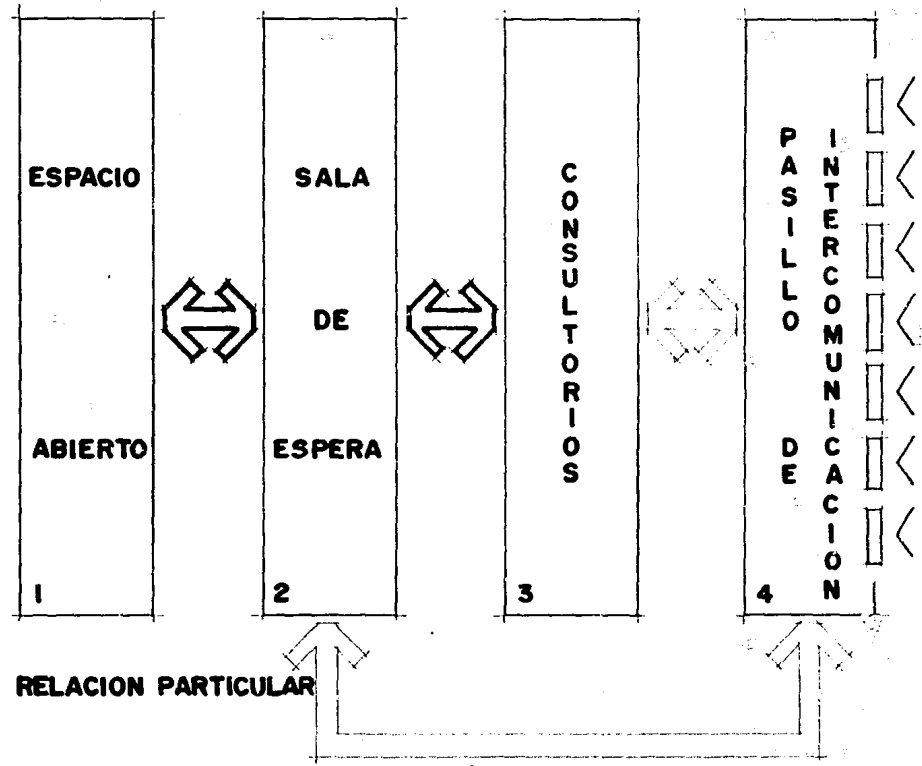 ESPACIO
ABIERTO
1
SALA
DE
ESPERA
2
CONSULTORIOS
3
PASILLO DE
INTERCOMUNICACION
4
RELACION PARTICULAR